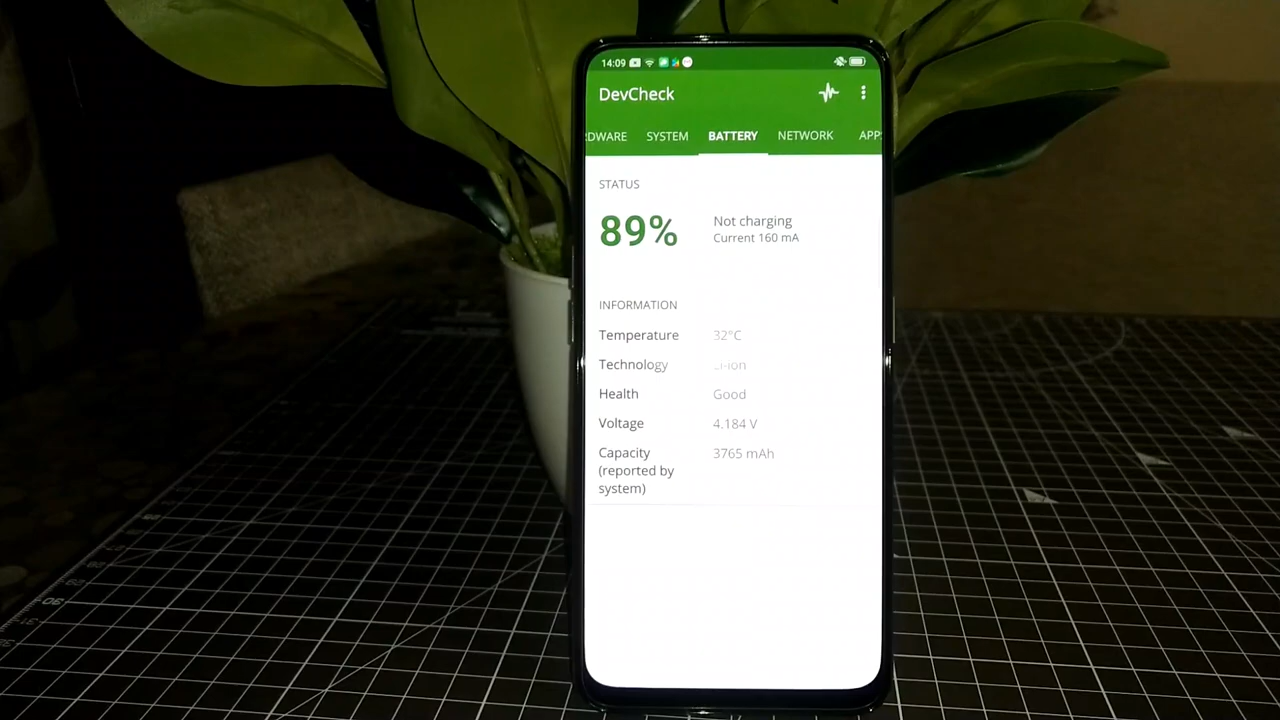 14:09
DevCheck
DWARE SYSTEM BATTERY NETWORK APP
STATUS
89%
Not charging
Current 160 mA
INFORMATION
Temperature 32°C
Technology Li-ion
Health Good
Voltage 4.184 V
Capacity 3765 mAh
(reported by
system)
30